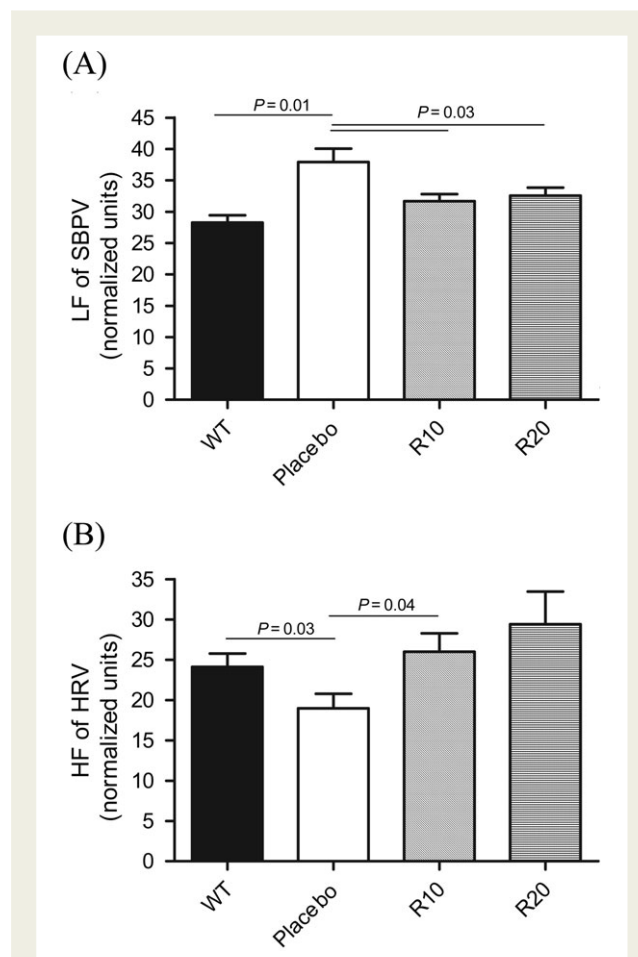 (A)
P = 0.01
P = 0.03
45
40
35
30
25
20
15
10
5
0
LF of SBPV
(normalized units)
WT
Placebo
R10
R20
(B)
35
30
25
20
15
10
5
0
P = 0.03
P = 0.04
HF of HRV
(normalized units)
WT
Placebo
R10
R20